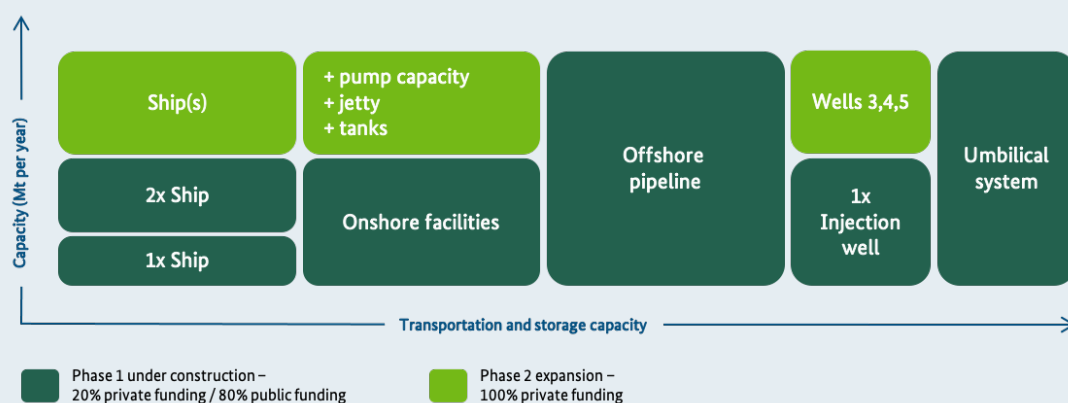 Capacity (Mt per year)
Ship(s)
2x Ship
1x Ship
+ pump capacity
+ jetty
+ tanks
Onshore facilities
Offshore
pipeline
Wells 3,4,5
1x
Injection
well
Umbilical
system
Transportation and storage capacity
Phase 1 under construction –
20% private funding / 80% public funding
Phase 2 expansion –
100% private funding